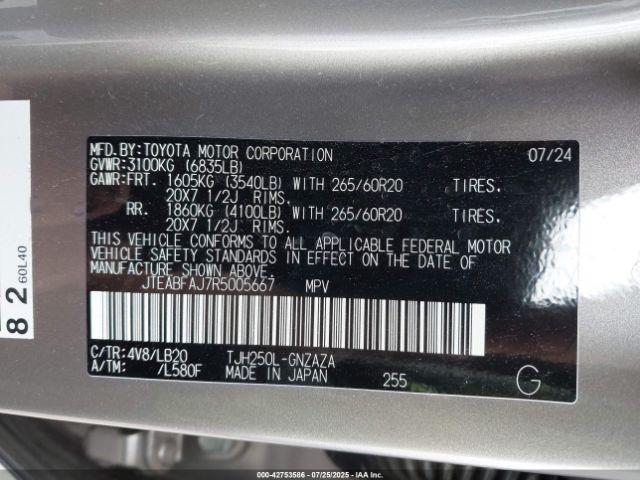 MFD.BY:TOYOTA MOTOR CORPORATION 07/24
GVWR:3100KG (6835LB)
GAWR:FRT. 1605KG (3540LB) WITH 265/60R20 TIRES.
20X7 1/2J RIMS.
RR. 1860KG (4100LB) WITH 265/60R20 TIRES.
20X7 1/2J RIMS.
THIS VEHICLE CONFORMS TO ALL APPLICABLE FEDERAL MOTOR
VEHICLE SAFETY STANDARDS IN EFFECT ON THE DATE OF
MANUFACTURE SHOWN ABOVE.
JTEABFAJ7R5005667 MPV
C/TR:4V8/LB20 TJH250L-GNZAZA
A/TM: /L580F MADE IN JAPAN 255 G
82
60L40
000-42753586 - 07/25/2025 - IAAI.COM